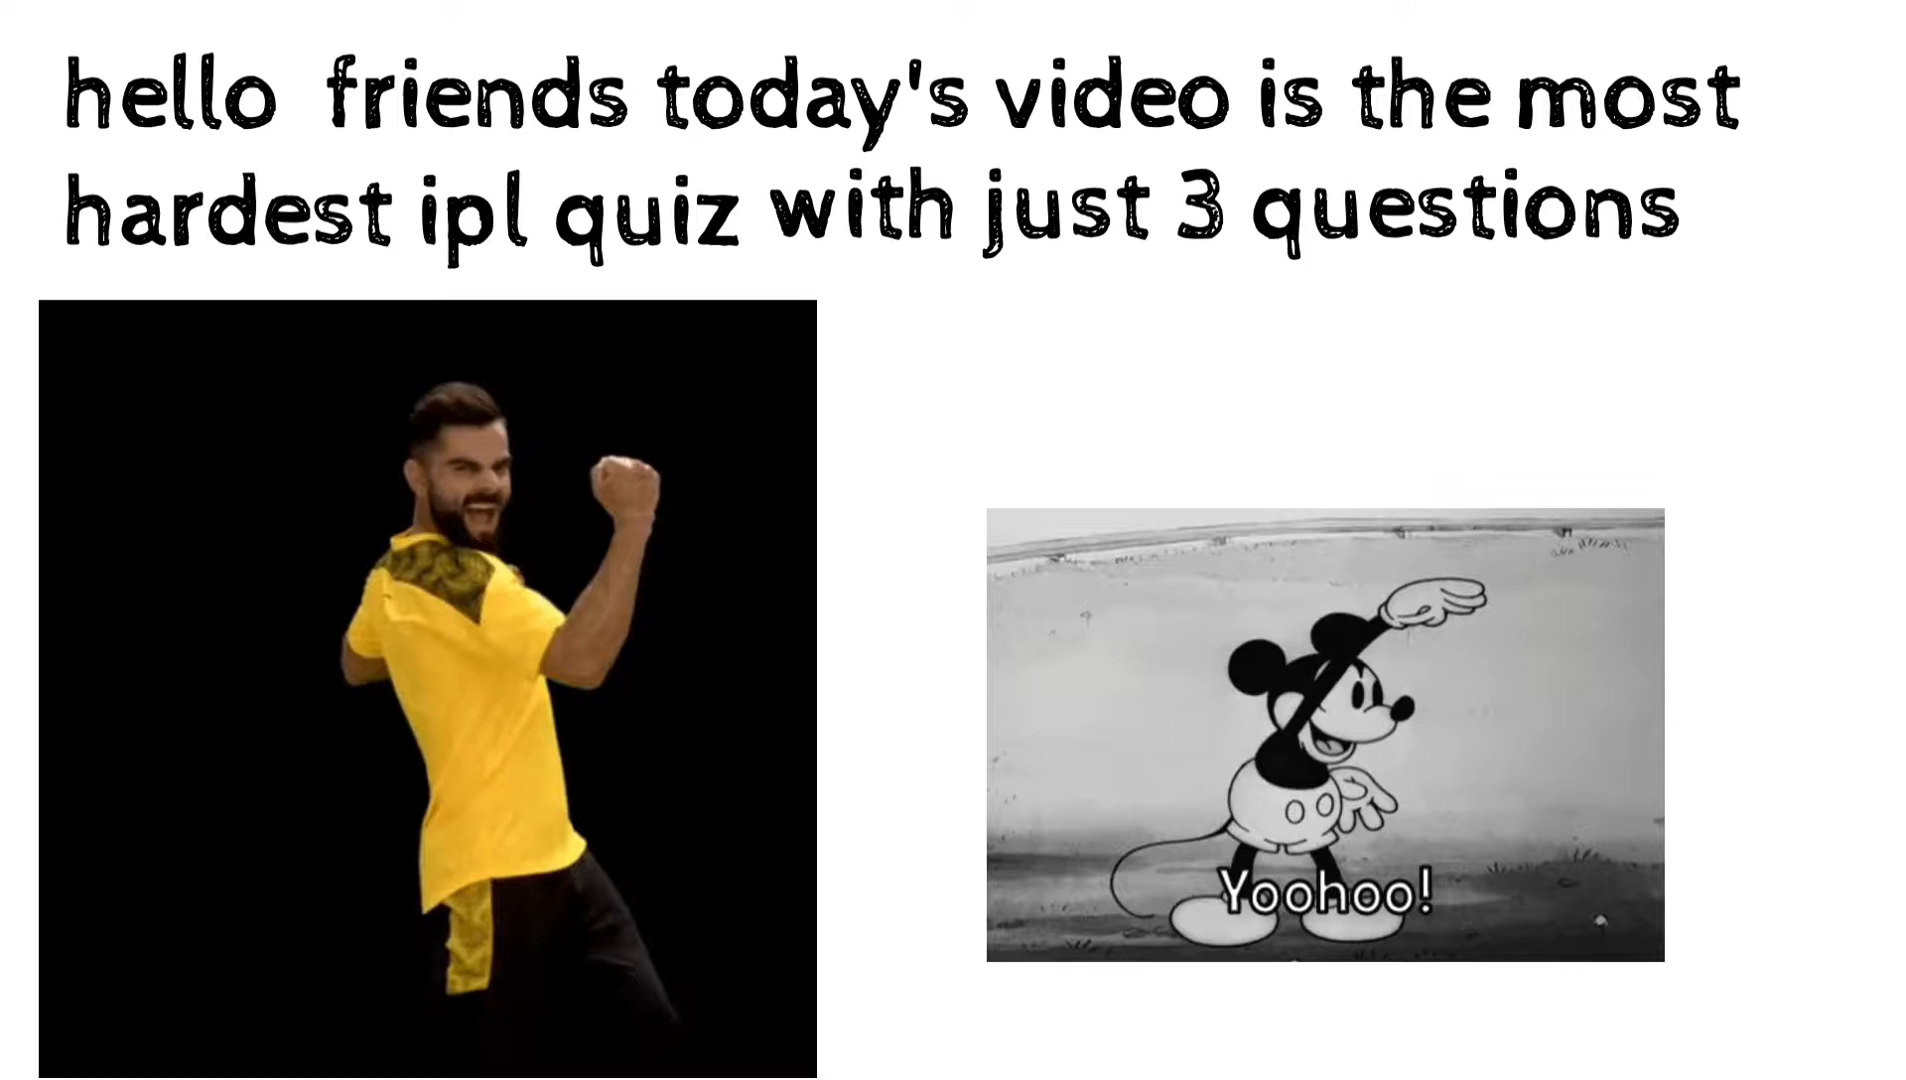 hello friends today's video is the most
hardest ipl quiz with just 3 questions
Yoohoo!